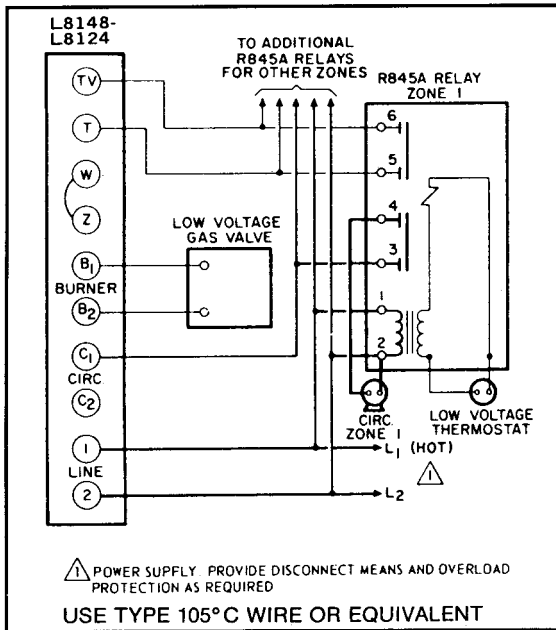 L8148-
L8124
TO ADDITIONAL
R845A RELAYS
FOR OTHER ZONES
R845A RELAY
ZONE 1
TV
T
W
Z
B1
BURNER
B2
C1
CIRC
C2
1
LINE
2
LOW VOLTAGE
GAS VALVE
6
5
4
3
1
2
CIRC.
ZONE 1
LOW VOLTAGE
THERMOSTAT
L1 (HOT)
1
L2
1 POWER SUPPLY. PROVIDE DISCONNECT MEANS AND OVERLOAD
PROTECTION AS REQUIRED
USE TYPE 105°C WIRE OR EQUIVALENT